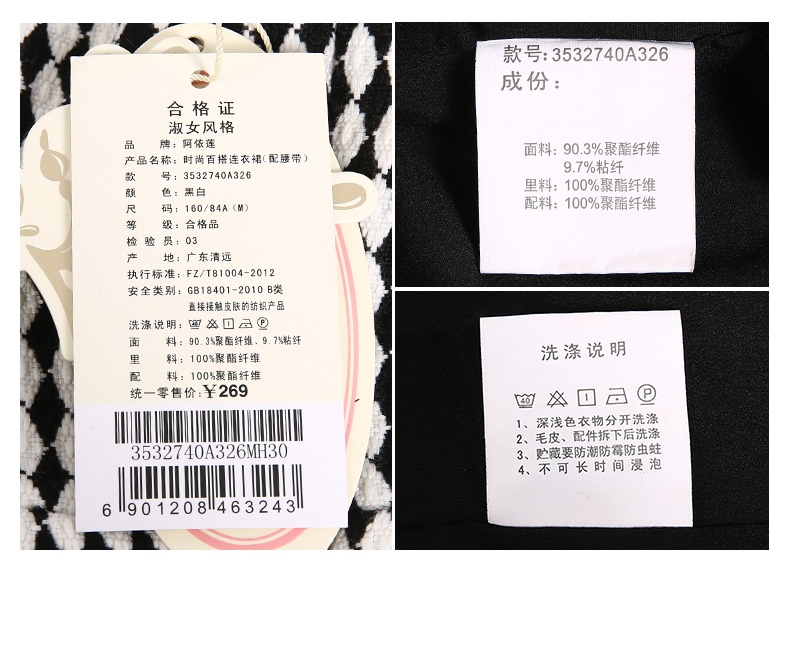 合格证
淑女风格
品 牌：阿依莲
产品名称：时尚百搭连衣裙（配腰带）
款 号：3532740A326
颜 色：黑白
尺 码：160/84A（M）
等 级：合格品
检 验 员：03
产 地：广东清远
执行标准：FZ/T81004-2012
安全类别：GB18401-2010 B类
直接接触皮肤的纺织产品
洗涤说明：
面 料：90.3%聚酯纤维、9.7%粘纤
里 料：100%聚酯纤维
配 料：100%聚酯纤维
统一零售价：￥269
3532740A326MH30
6 901208 463243
款号：3532740A326
成份：
面料：90.3%聚酯纤维
9.7%粘纤
里料：100%聚酯纤维
配料：100%聚酯纤维
洗涤说明
40
P
1、深浅色衣物分开洗涤
2、毛皮、配件拆下后洗涤
3、贮藏要防潮防霉防虫蛀
4、不可长时间浸泡